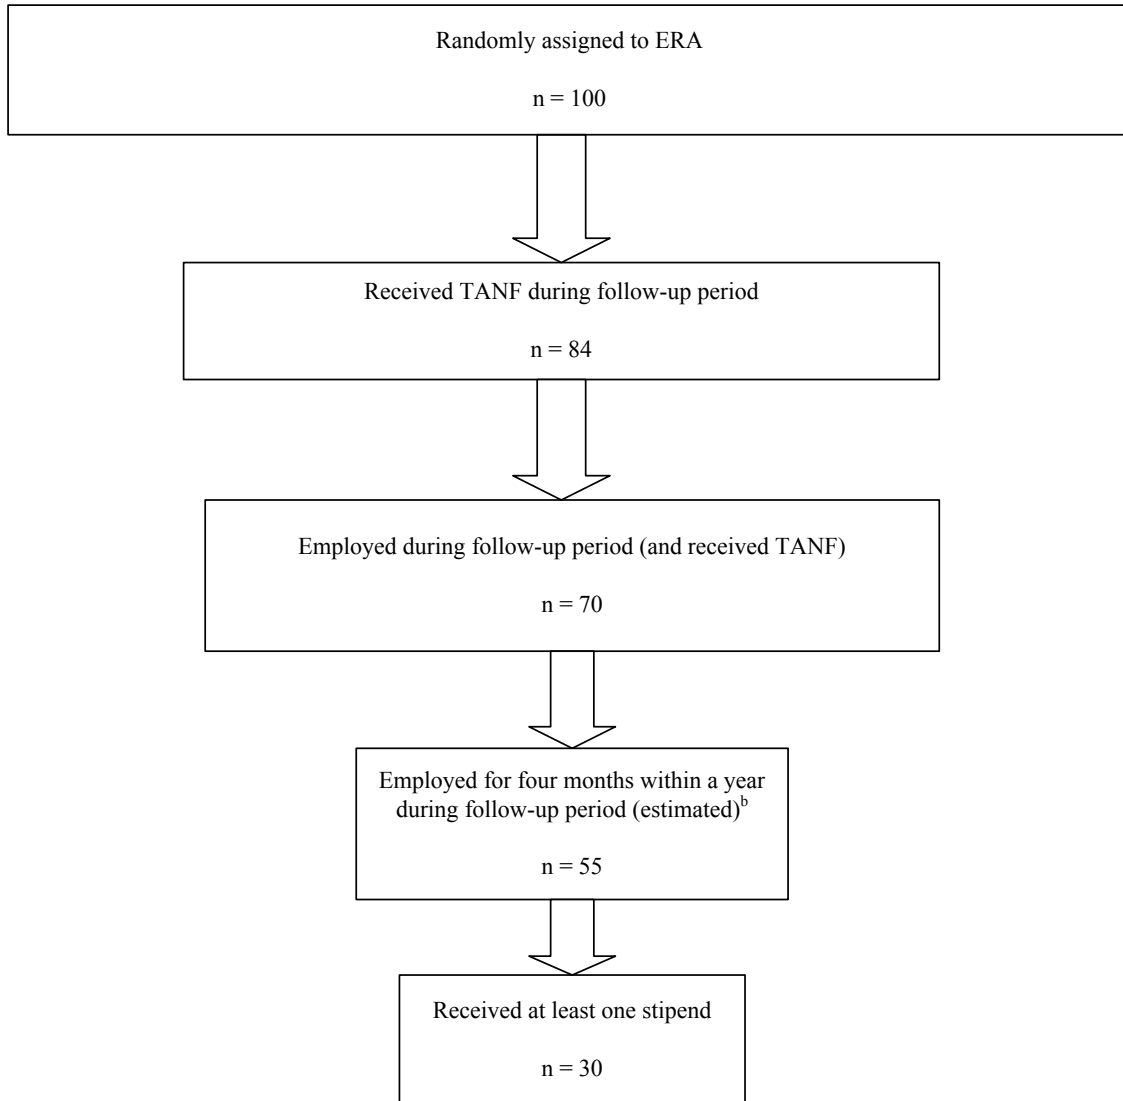 Randomly assigned to ERA
n = 100
Received TANF during follow-up period
n = 84
Employed during follow-up period (and received TANF)
n = 70
Employed for four months within a year
during follow-up period (estimated)b
n = 55
Received at least one stipend
n = 30